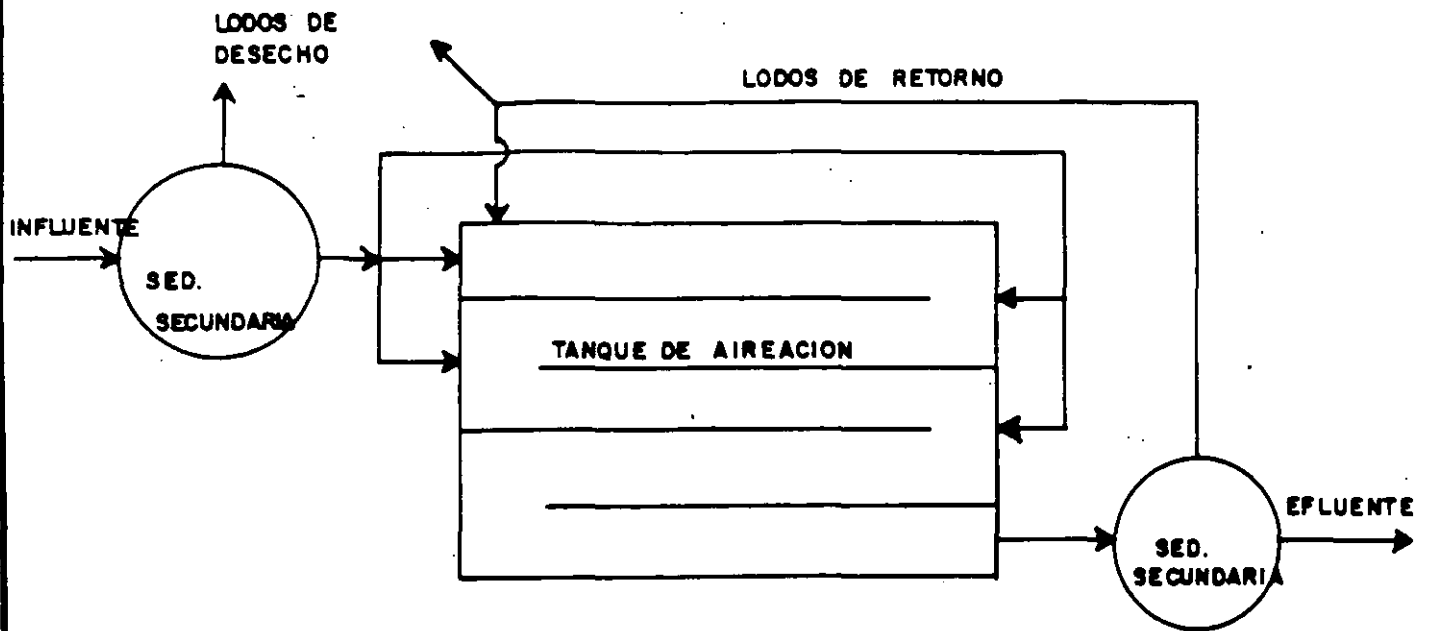 LODOS DE
DESECHO
LODOS DE RETORNO
INFLUENTE
SED.
SECUNDARIA
TANQUE DE AIREACION
EFLUENTE
SED.
SECUNDARIA